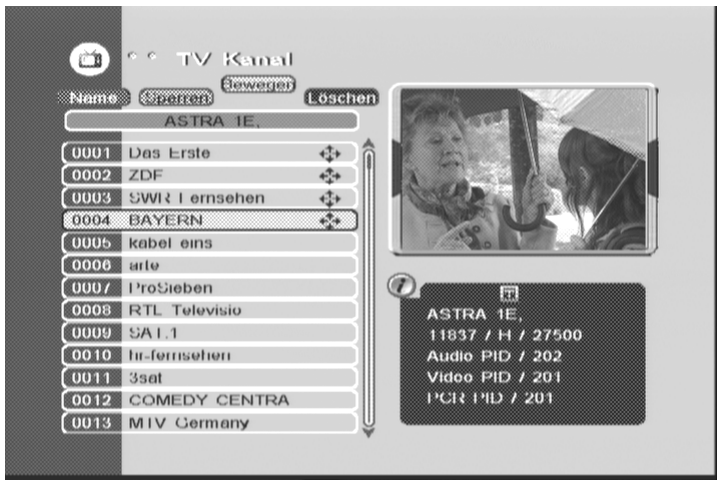 TV Kanal
Name Sperren Bewegen Löschen
ASTRA 1E,
0001 Das Erste
0002 ZDF
0003 SWR Fernsehen
0004 BAYERN
0005 kabel eins
0006 arte
0007 ProSieben
0008 RTL Televisio
0009 SAT.1
0010 hr-fernsehen
0011 3sat
0012 COMEDY CENTRA
0013 MTV Germany
ASTRA 1E,
11837 / H / 27500
Audio PID / 202
Video PID / 201
PCR PID / 201